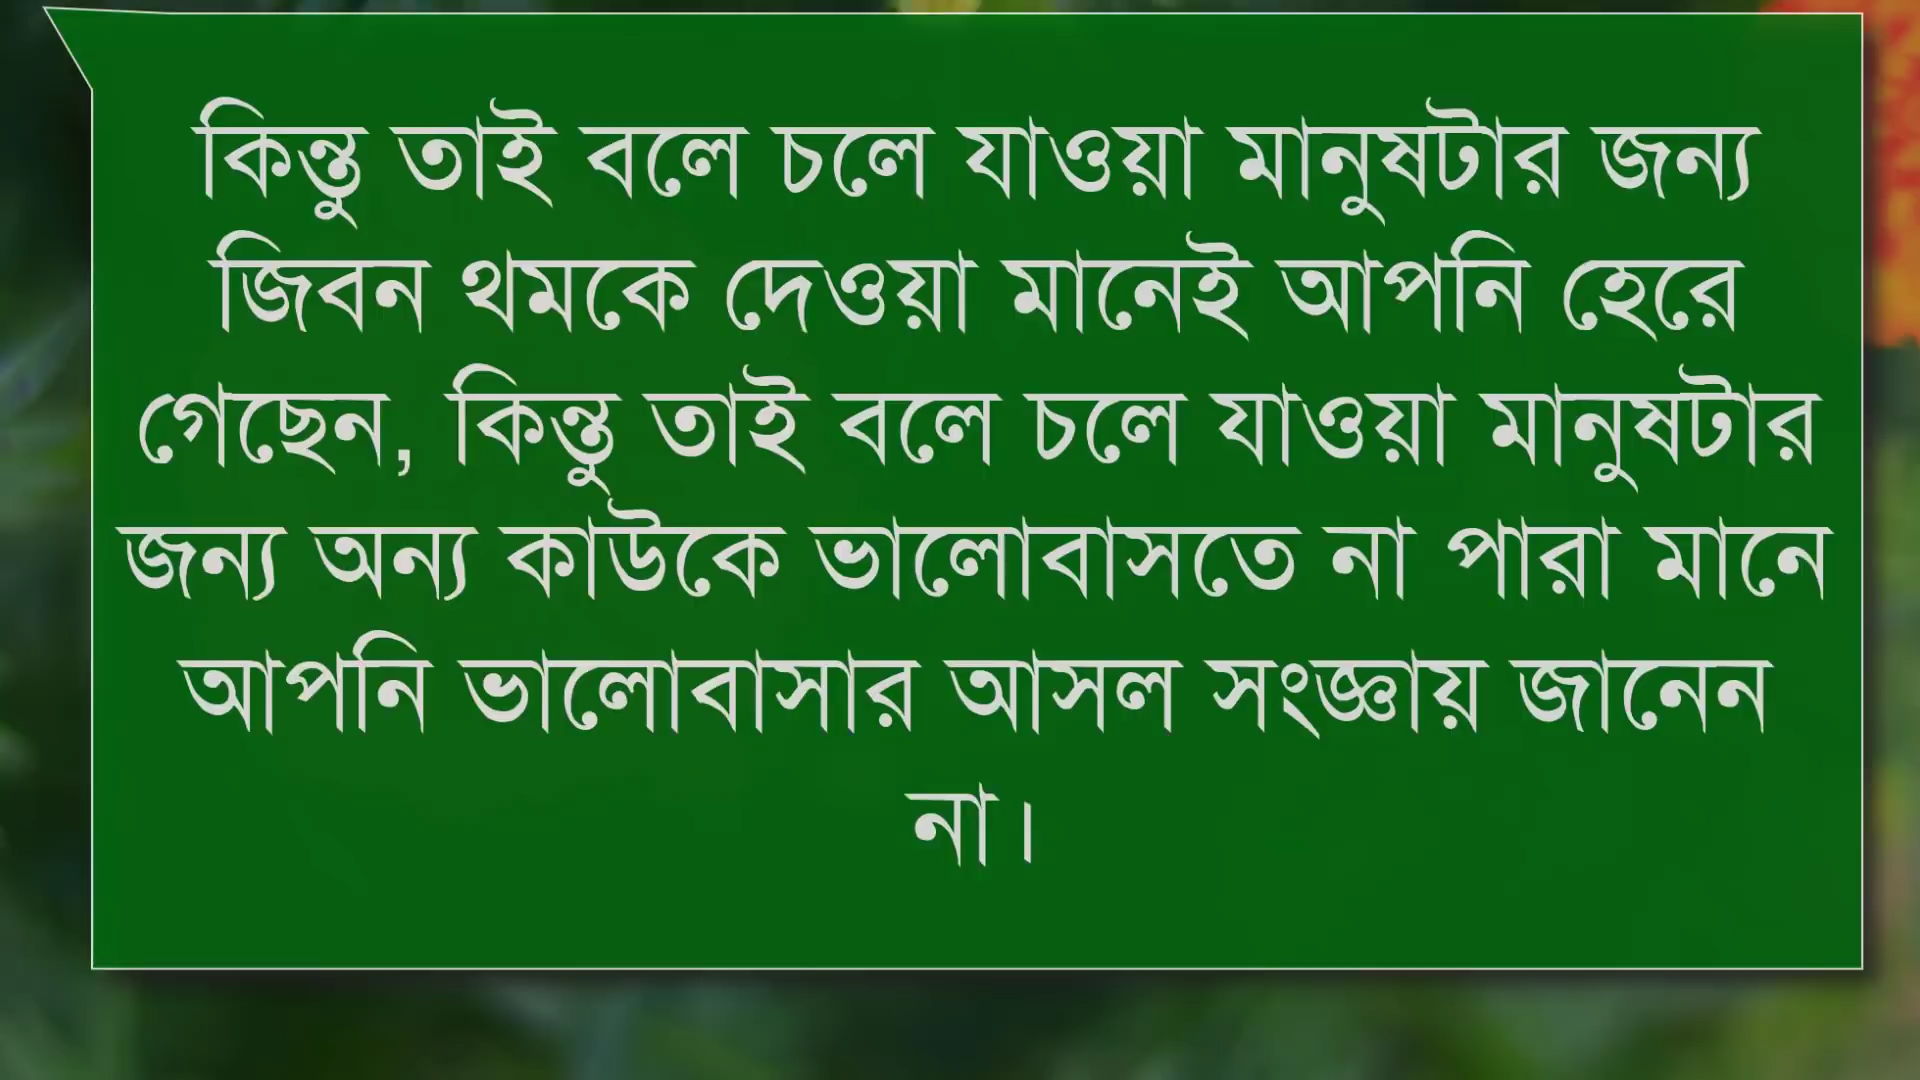 কিন্তু তাই বলে চলে যাওয়া মানুষটার জন্য
জিবন থমকে দেওয়া মানেই আপনি হেরে
গেছেন, কিন্তু তাই বলে চলে যাওয়া মানুষটার
জন্য অন্য কাউকে ভালোবাসতে না পারা মানে
আপনি ভালোবাসার আসল সংজ্ঞায় জানেন
না।